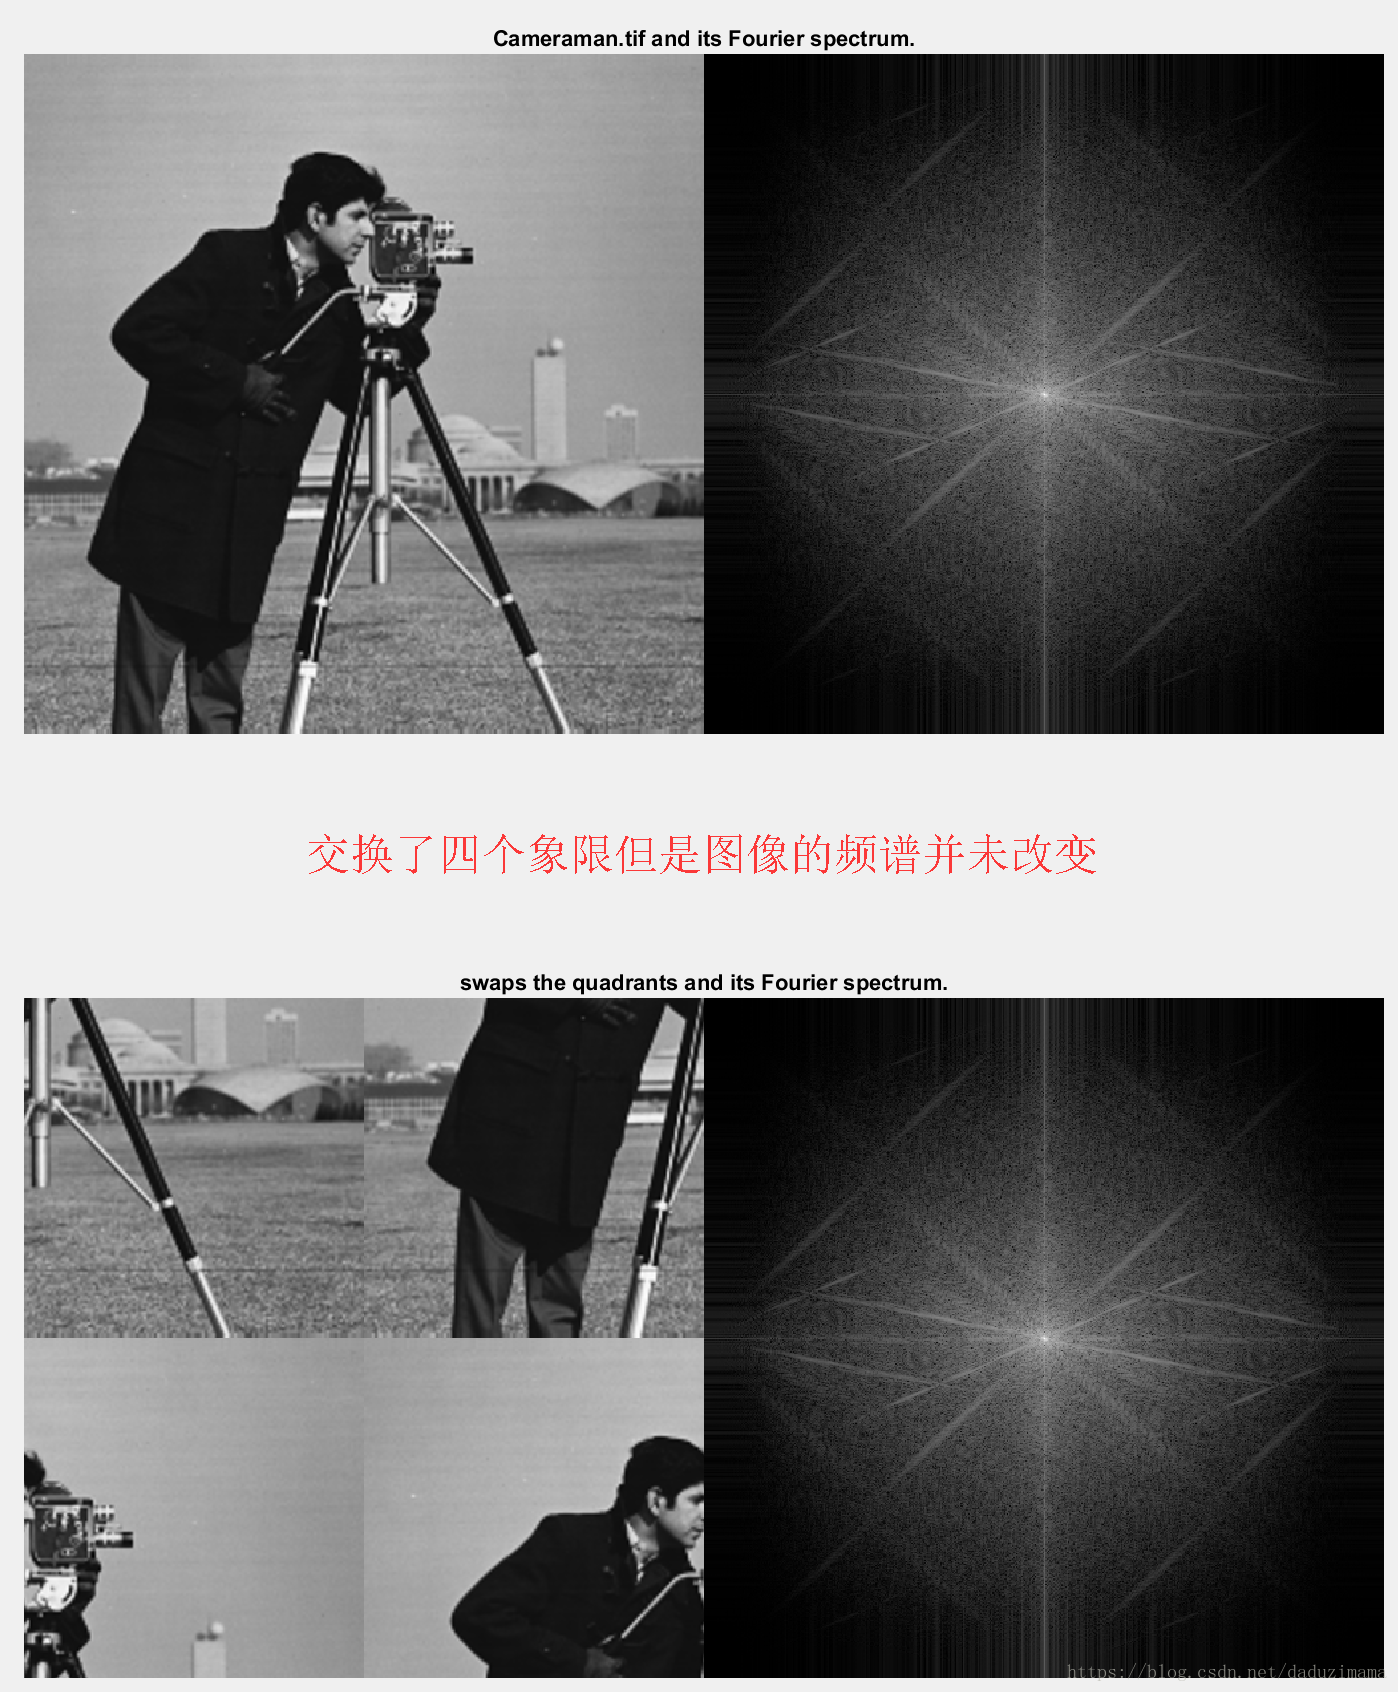 Cameraman.tif and its Fourier spectrum.
交换了四个象限但是图像的频谱并未改变
swaps the quadrants and its Fourier spectrum.
https://blog.csdn.net/daduzimama